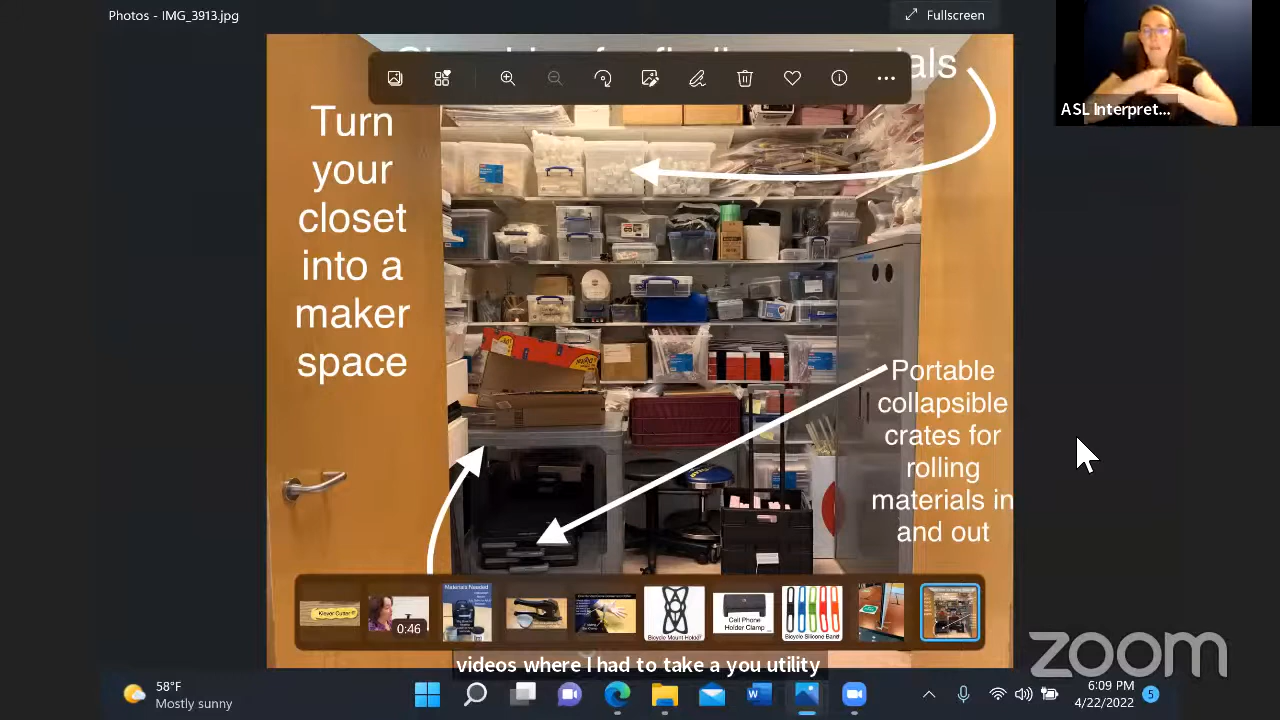 Photos - IMG_3913.jpg
Fullscreen
ASL Interpret...
Turn
your
closet
into a
maker
space
Portable
collapsible
crates for
rolling
materials in
and out
Klever Cutter
0:46
Materials Needed
Bicycle Mount Holder
Cell Phone
Holder Clamp
Bicycle Silicone Band
videos where I had to take a you utility
zoom
58°F
Mostly sunny
6:09 PM
4/22/2022
5